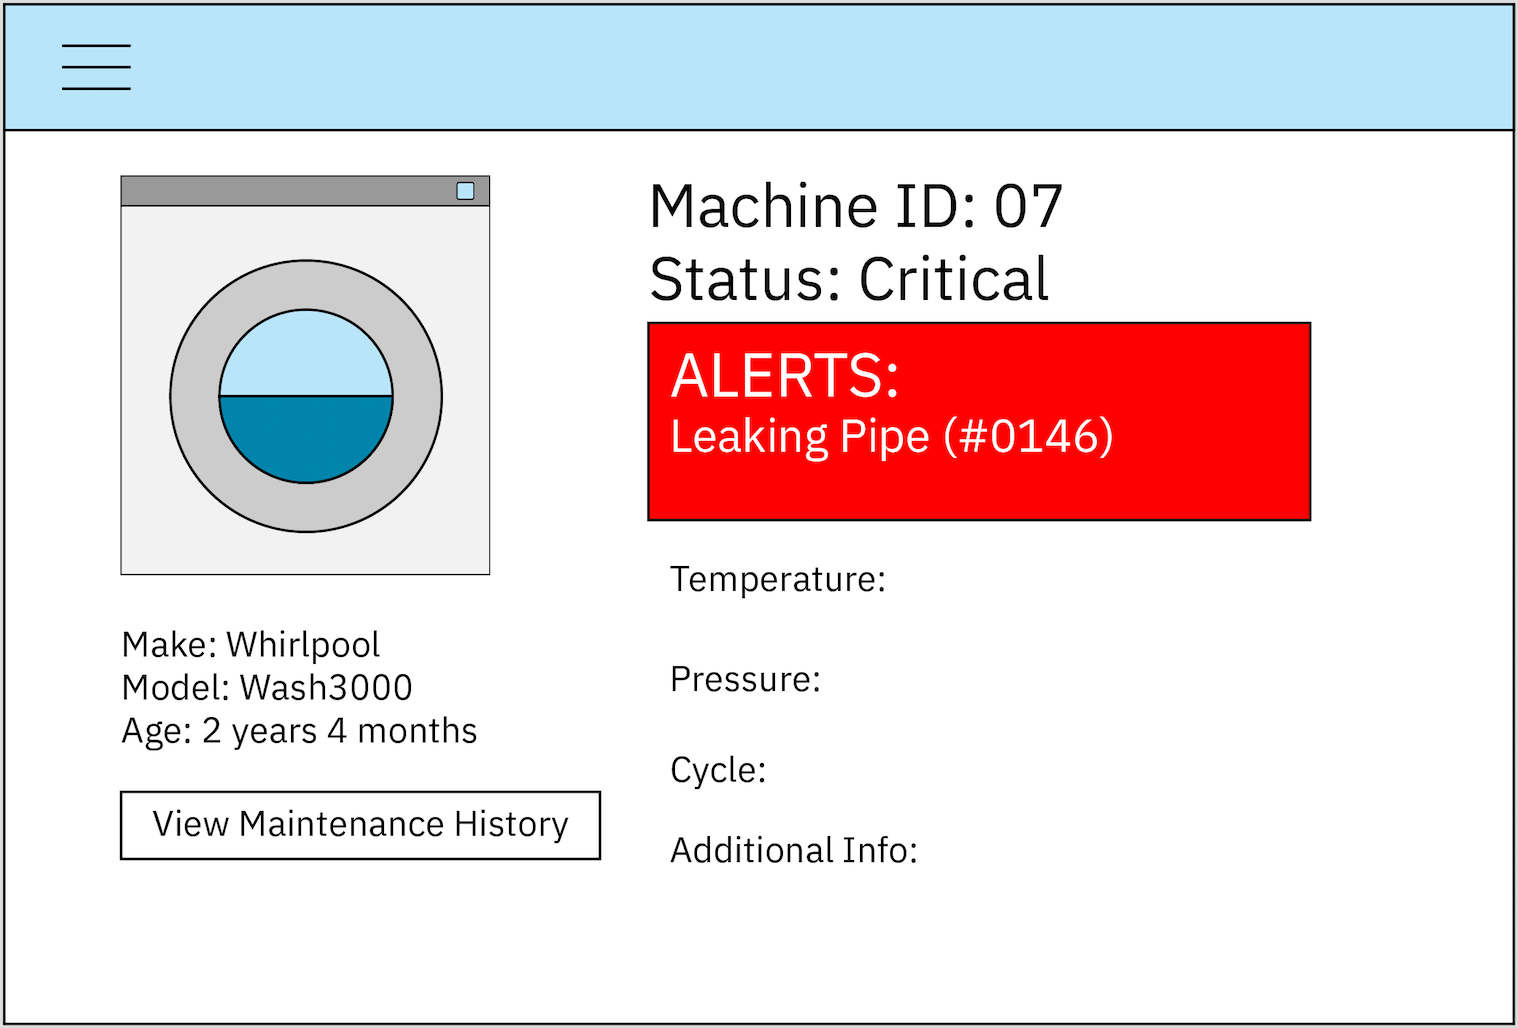 Machine ID: 07
Status: Critical
ALERTS:
Leaking Pipe (#0146)
Temperature:
Pressure:
Cycle:
Additional Info:
Make: Whirlpool
Model: Wash3000
Age: 2 years 4 months
View Maintenance History